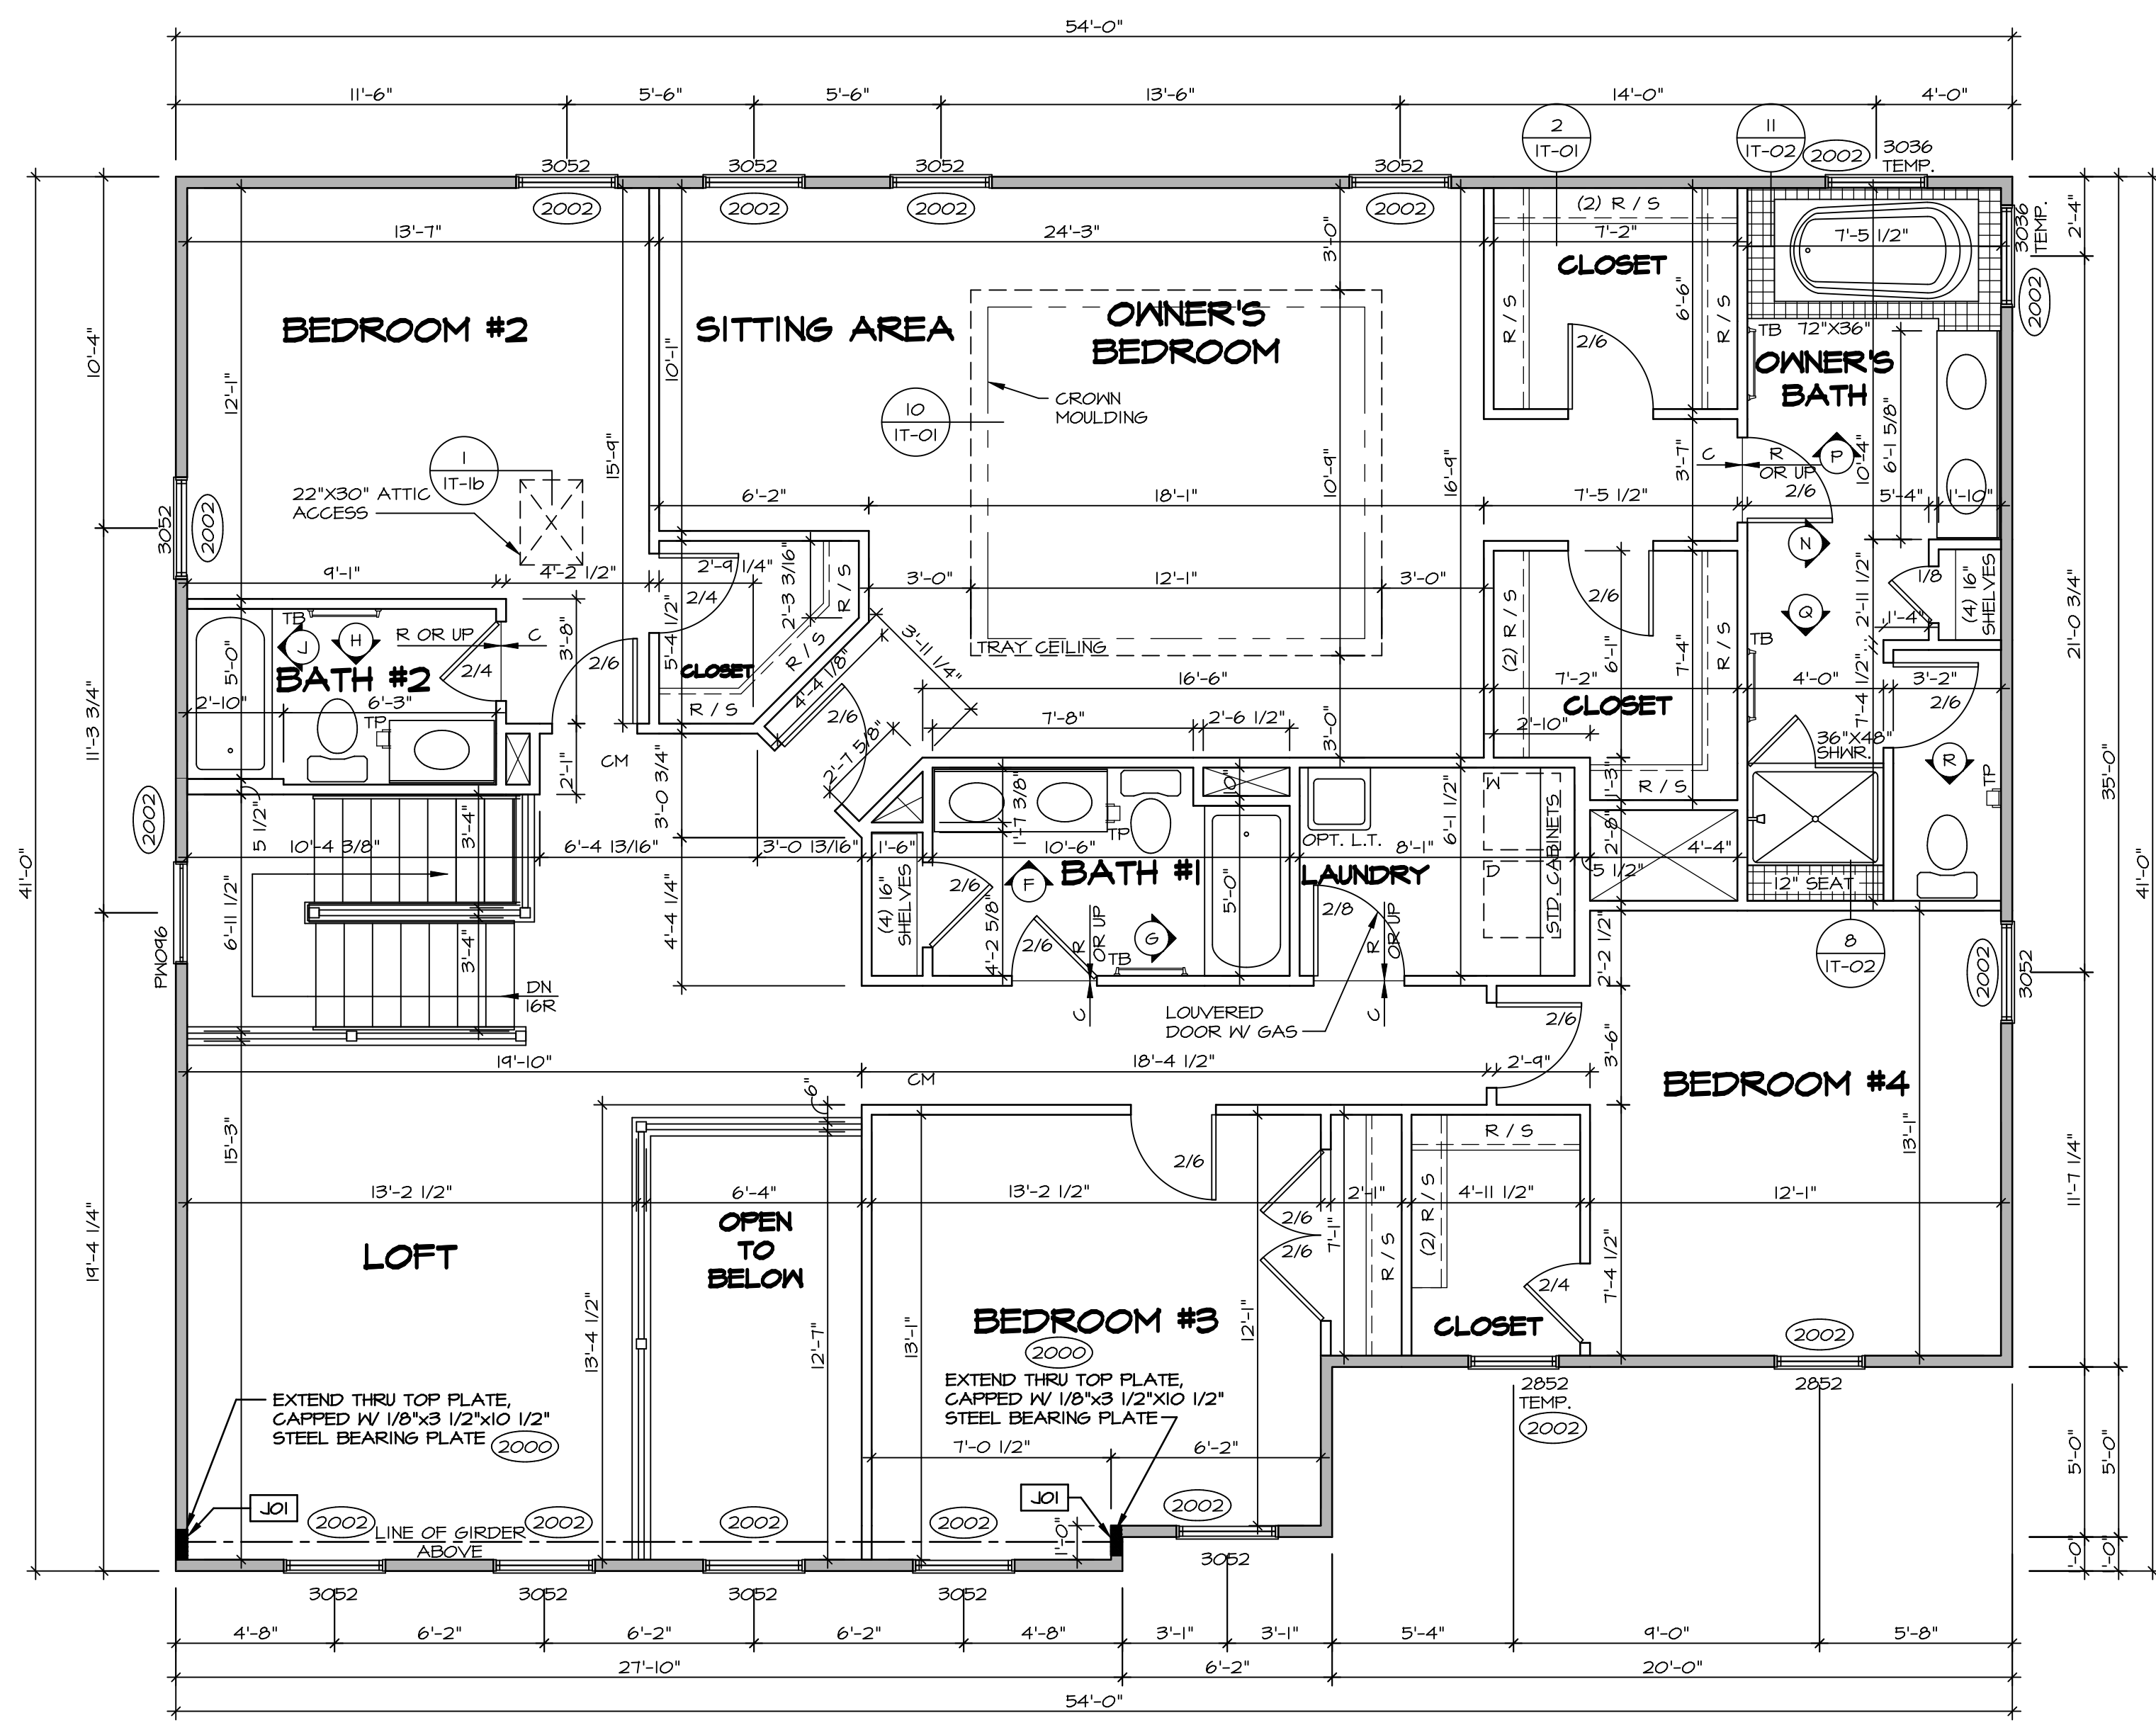 54'-0"
11'-6" 5'-6" 5'-6" 13'-6" 14'-0" 4'-0"
2
1T-01
11
1T-02
3052 3052 3052 3052
2002 3036
TEMP.
2002 2002 2002 2002
(2) R / S
13'-7" 24'-3" 7'-2" 7'-5 1/2"
3'-0"
3036
TEMP.
2'-4"
2002
CLOSET
R / S
6'-6"
R / S
BEDROOM #2
SITTING AREA
OWNER'S
BEDROOM
2/6
TB 72"X36"
OWNER'S
BATH
10'-4"
12'-1"
10'-1"
CROWN
MOULDING
10
1T-01
15'-9"
10'-9"
16'-9"
3'-7"
C R
OR UP
P
2/6
10'-4"
6'-1 5/8"
1
1T-1b
22"X30" ATTIC
ACCESS
6'-2" 18'-1" 7'-5 1/2" 5'-4" 1'-10"
3052
2002
N
9'-1" 4'-2 1/2" 2'-9 1/4"
2'-3 3/16"
R / S
3'-0" 12'-1" 3'-0"
2/4
2/6
1/8
(4) 16"
SHELVES
2'-11 1/2"
1'-4"
Q
TB
J
H
R OR UP C
3'-8"
5'-4 1/2"
R / S
3'-11 1/4"
(2) R / S
6'-1"
7'-4"
R / S
TB
21'-0 3/4"
TRAY CEILING
5'-0"
BATH #2
2/4
2/6
CLOSET
4'-4 1/8"
16'-6" 7'-2" 4'-0" 3'-2"
7'-4 1/2"
2'-10" 6'-3"
R / S
2/6
CLOSET
2/6
TP
7'-8" 2'-6 1/2"
2'-10"
3'-0"
36"X48"
SHWR.
11'-3 3/4"
CM
2'-1"
2'-7 5/8"
3'-0 3/4"
1'-3"
R / S
R
TP
35'-0"
2002
5 1/2"
3'-4"
1'-7 3/8"
TP
10"
W
6'-1 1/2"
OPT. L.T.
STD. CABINETS
2'-8"
10'-4 3/8" 6'-4 13/16" 3'-0 13/16" 1'-6" 10'-6" 8'-1" 5 1/2" 4'-4"
41'-0"
41'-0"
BATH #1
LAUNDRY
D
12" SEAT
(4) 16"
SHELVES
2/6
F
5'-0"
2/8
6'-11 1/2"
4'-4 1/4"
4'-2 5/8"
2/6
R
OR UP
G
TB
R
OR UP
2'-2 1/2"
8
1T-02
2002
3052
PW096
3'-4"
DN
16R
C
C
LOUVERED
DOOR W/ GAS
2/6
19'-10" 18'-4 1/2" 2'-9"
3'-6"
CM
6"
BEDROOM #4
15'-3"
2/6
R / S
13'-1"
11'-7 1/4"
13'-2 1/2" 6'-4" 13'-2 1/2" 2'-1" 4'-11 1/2" 12'-1"
2/6
2/6
7'-1"
R / S
(2) R / S
OPEN
TO
BELOW
LOFT
19'-4 1/4"
2/4
7'-4 1/2"
13'-4 1/2"
12'-7"
13'-1"
BEDROOM #3
12'-1"
CLOSET
2002
2000
EXTEND THRU TOP PLATE,
CAPPED W/ 1/8"x3 1/2"X10 1/2"
STEEL BEARING PLATE
2852
TEMP.
2002
2852
EXTEND THRU TOP PLATE,
CAPPED W/ 1/8"x3 1/2"x10 1/2"
STEEL BEARING PLATE
2000
7'-0 1/2" 6'-2"
5'-0"
5'-0"
J01
J01
2002 2002 2002 2002 2002
LINE OF GIRDER
ABOVE
1'-0"
3052
1'-0"
1'-0"
3052 3052 3052 3052
4'-8" 6'-2" 6'-2" 6'-2" 4'-8" 3'-1" 3'-1" 5'-4" 9'-0" 5'-8"
27'-10" 6'-2" 20'-0"
54'-0"